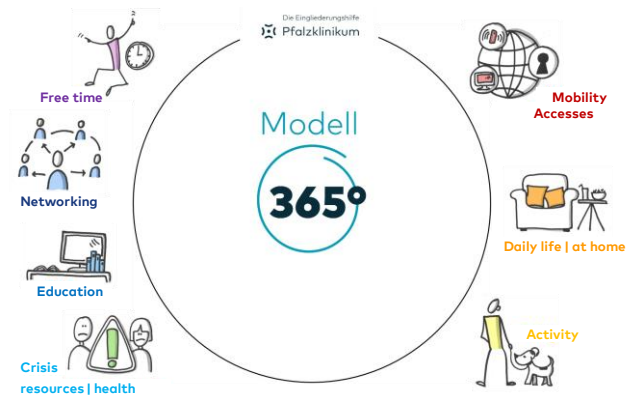 Die Eingliederungshilfe
Pfalzklinikum
Free time
Mobility
Accesses
Modell
365°
Networking
Daily life | at home
Education
Activity
Crisis
resources | health